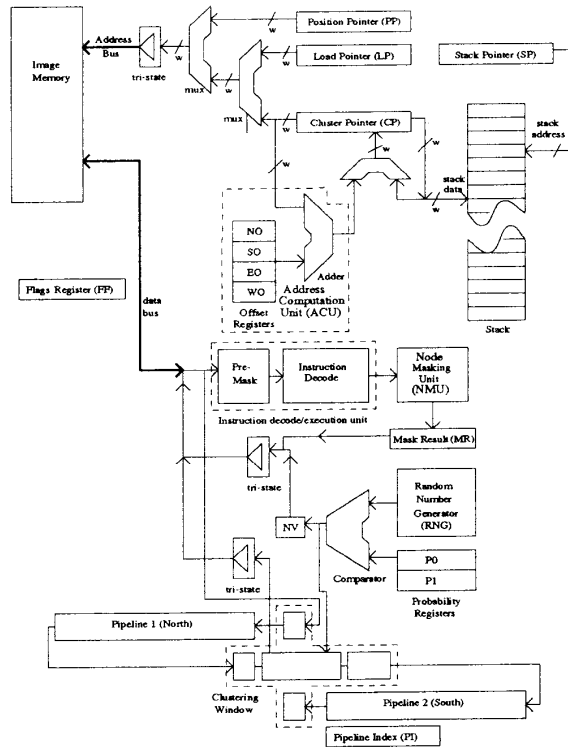 Position Pointer (PP)
Address
Bus
w
w
Image
Memory
tri-state
w
Load Pointer (LP)
Stack Pointer (SP)
w
mux
Cluster Pointer (CP)
mux
w
stack
address
w
w
w
stack
data
w
NO
SO
EO
WO
Adder
Address
Computation
Unit (ACU)
Offset
Registers
Flags Register (FF)
data
bus
Stack
Pre-
Mask
Instruction
Decode
Node
Masking
Unit
(NMU)
Instruction decode/execution unit
Mask Result (MR)
tri-state
Random
Number
Generator
(RNG)
NV
P0
P1
Comparator
tri-state
Probability
Registers
Pipeline 1 (North)
Clustering
Window
Pipeline 2 (South)
Pipeline Index (PI)